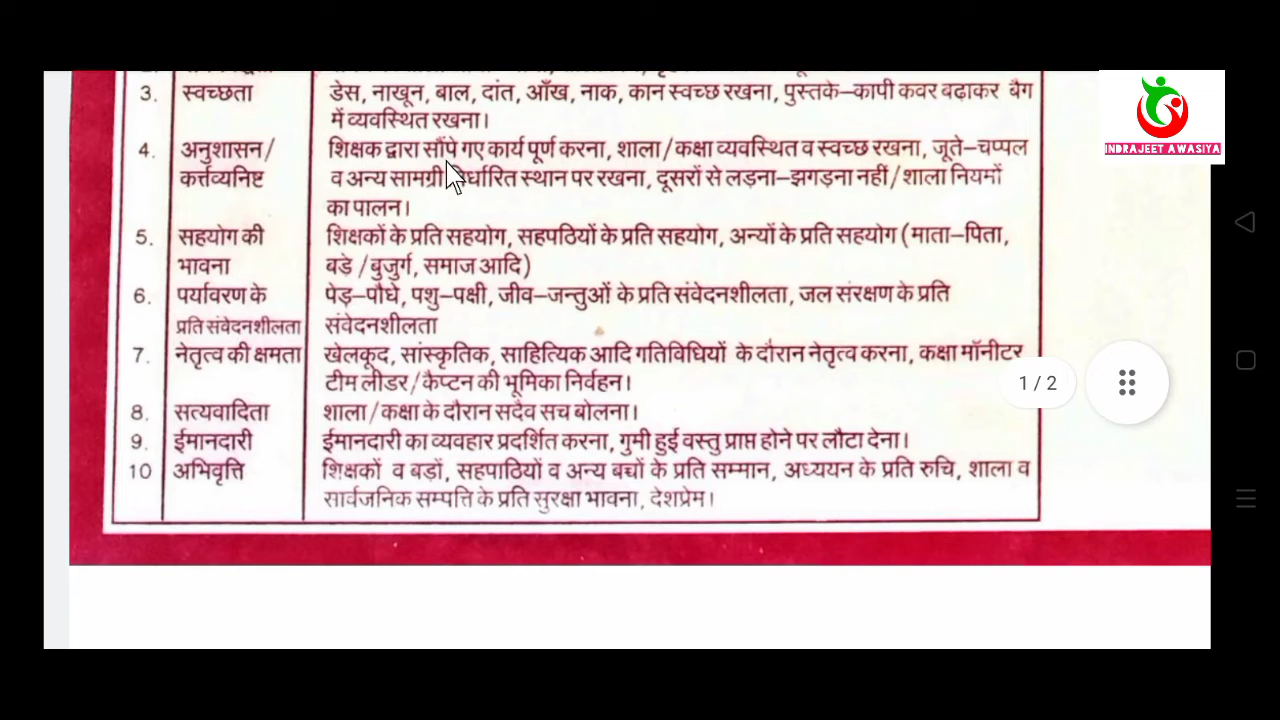 3. स्वच्छता डेस, नाखून, बाल, दांत, आँख, नाक, कान स्वच्छ रखना, पुस्तके–कापी कवर बढ़ाकर बैग
में व्यवस्थित रखना।
4. अनुशासन/ शिक्षक द्वारा सौंपे गए कार्य पूर्ण करना, शाला/कक्षा व्यवस्थित व स्वच्छ रखना, जूते–चप्पल
कर्त्तव्यनिष्ट व अन्य सामग्री स्थान पर रखना, दूसरों से लड़ना–झगड़ना नहीं/शाला नियमों
का पालन।
5. सहयोग की शिक्षकों के प्रति सहयोग, सहपठियों के प्रति सहयोग, अन्यों के प्रति सहयोग (माता–पिता,
भावना बड़े /बुजुर्ग, समाज आदि)
6. पर्यावरण के पेड़–पौधे, पशु–पक्षी, जीव–जन्तुओं के प्रति संवेदनशीलता, जल संरक्षण के प्रति
प्रति संवेदनशीलता संवेदनशीलता
7. नेतृत्व की क्षमता खेलकूद, सांस्कृतिक, साहित्यिक आदि गतिविधियों के दौरान नेतृत्व करना, कक्षा मॉनीटर
टीम लीडर/कैप्टन की भूमिका निर्वहन।
8. सत्यवादिता शाला/कक्षा के दौरान सदैव सच बोलना।
9. ईमानदारी ईमानदारी का व्यवहार प्रदर्शित करना, गुमी हुई वस्तु प्राप्त होने पर लौटा देना।
10 अभिवृत्ति शिक्षकों व बड़ों, सहपाठियों व अन्य बचों के प्रति सम्मान, अध्ययन के प्रति रुचि, शाला व
सार्वजनिक सम्पत्ति के प्रति सुरक्षा भावना, देशप्रेम।
1 / 2
INDRAJEET AWASIYA